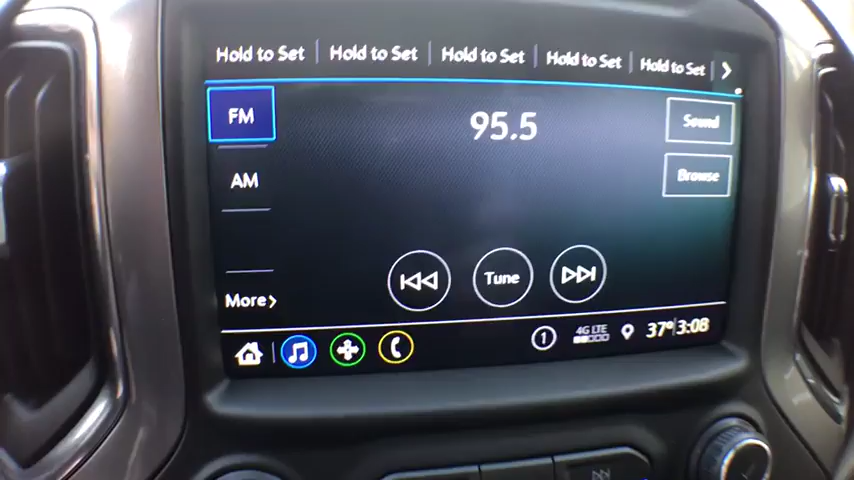 Hold to Set Hold to Set Hold to Set Hold to Set Hold to Set
FM
95.5
Sound
AM
Browse
Tune
More
1 4G LTE 37° 3:08